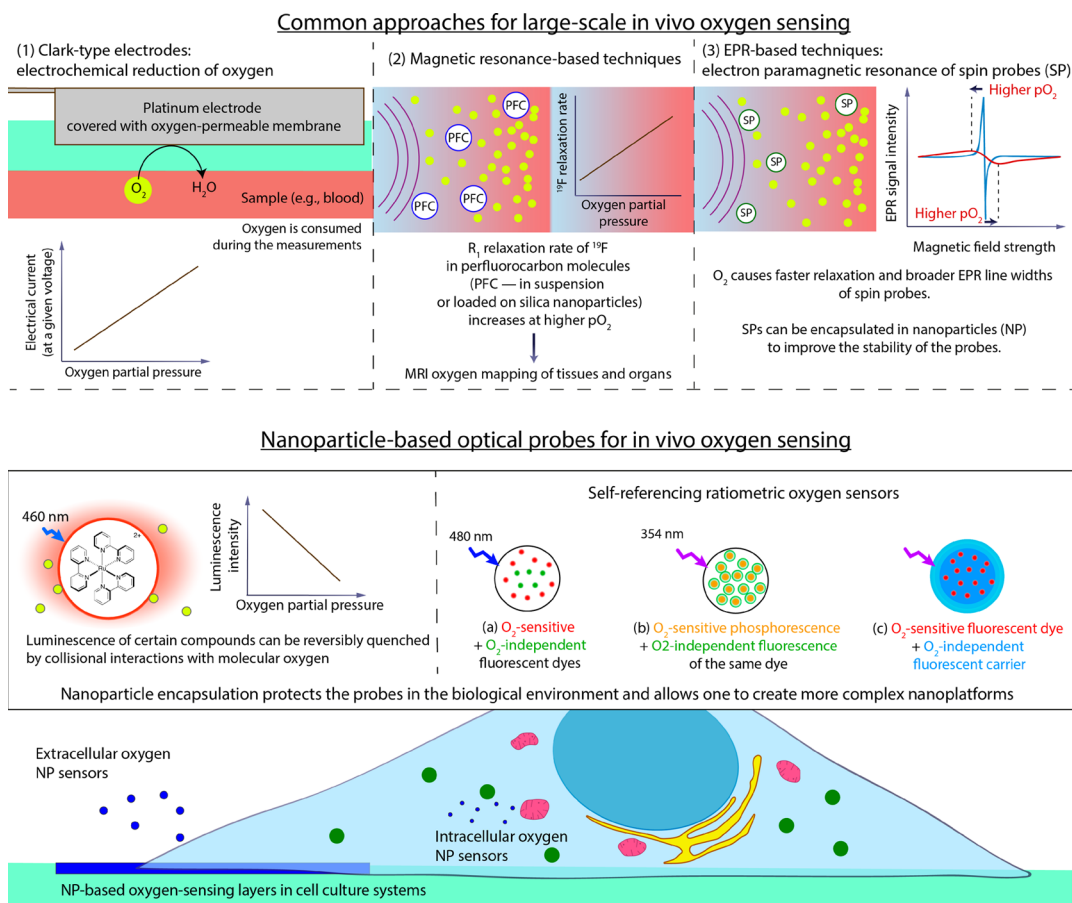 Common approaches for large-scale in vivo oxygen sensing
(1) Clark-type electrodes:
electrochemical reduction of oxygen
Platinum electrode
covered with oxygen-permeable membrane
O₂
H₂O
Sample (e.g., blood)
Oxygen is consumed
during the measurements
Electrical current
(at a given voltage)
Oxygen partial pressure
(2) Magnetic resonance-based techniques
PFC
PFC
PFC
PFC
¹⁹F relaxation rate
Oxygen partial
pressure
R₁ relaxation rate of ¹⁹F
in perfluorocarbon molecules
(PFC — in suspension
or loaded on silica nanoparticles)
increases at higher pO₂
MRI oxygen mapping of tissues and organs
(3) EPR-based techniques:
electron paramagnetic resonance of spin probes (SP)
SP
SP
SP
SP
EPR signal intensity
Higher pO₂
Higher pO₂
Magnetic field strength
O₂ causes faster relaxation and broader EPR line widths
of spin probes.
SPs can be encapsulated in nanoparticles (NP)
to improve the stability of the probes.
Nanoparticle-based optical probes for in vivo oxygen sensing
460 nm
2+
N
N
N
Ru
N
N
N
Luminescence
intensity
Oxygen partial pressure
Luminescence of certain compounds can be reversibly quenched
by collisional interactions with molecular oxygen
Self-referencing ratiometric oxygen sensors
480 nm
(a) O₂-sensitive
+ O₂-independent
fluorescent dyes
354 nm
(b) O₂-sensitive phosphorescence
+ O2-independent fluorescence
of the same dye
(c) O₂-sensitive fluorescent dye
+ O₂-independent
fluorescent carrier
Nanoparticle encapsulation protects the probes in the biological environment and allows one to create more complex nanoplatforms
Extracellular oxygen
NP sensors
Intracellular oxygen
NP sensors
NP-based oxygen-sensing layers in cell culture systems